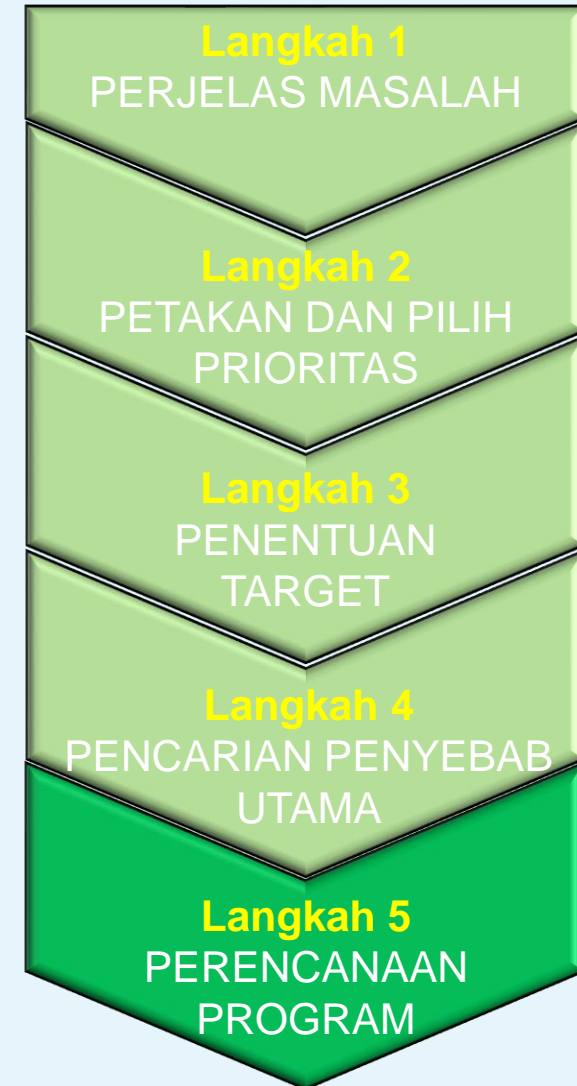 Langkah 1
PERJELAS MASALAH
Langkah 2
PETAKAN DAN PILIH
PRIORITAS
Langkah 3
PENENTUAN
TARGET
Langkah 4
PENCARIAN PENYEBAB
UTAMA
Langkah 5
PERENCANAAN
PROGRAM